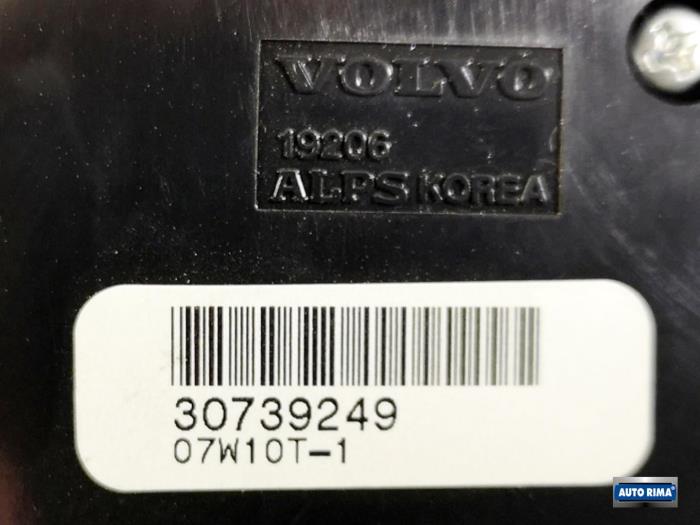 VOLVO
19206
ALPS KOREA
30739249
07W10T-1
AUTO RIMA